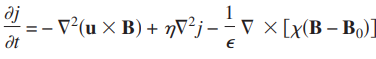 ∂j/∂t = − ∇²(u × B) + η∇²j − 1/ϵ ∇ × [χ(B − B₀)]